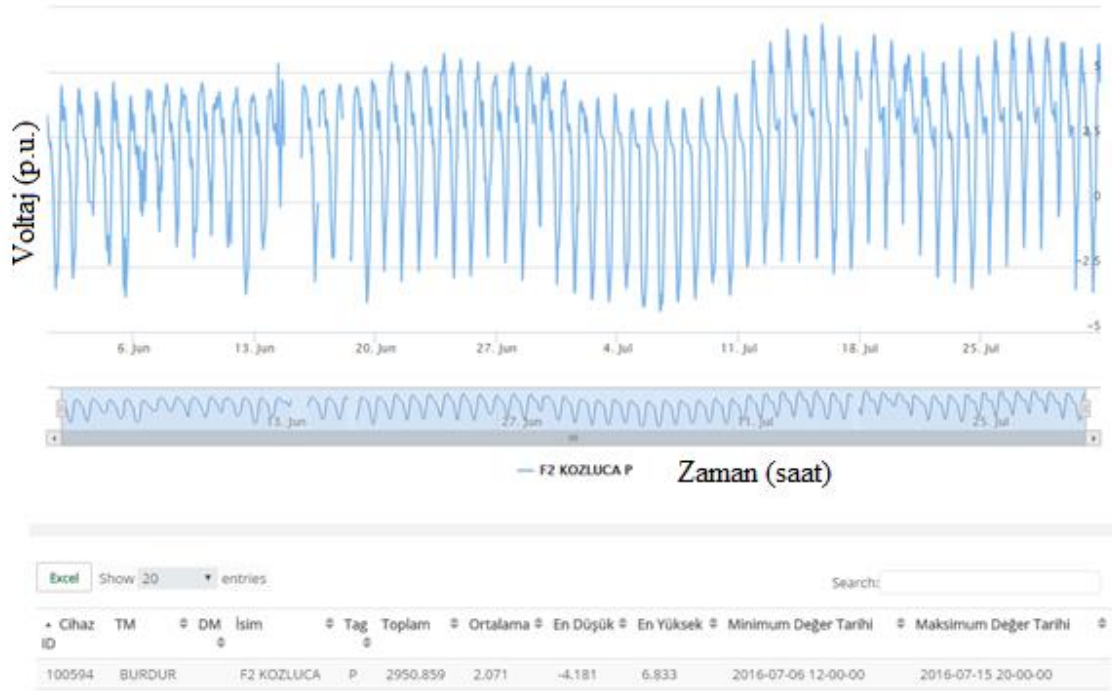 Voltaj (p.u.)
5
2.5
0
-2.5
-5
6. Jun
13. Jun
20. Jun
27. Jun
4. Jul
11. Jul
18. Jul
25. Jul
13. Jun
27. Jun
11. Jul
25. Jul
F2 KOZLUCA P
Zaman (saat)
Excel Show 20 entries
Search:
Cihaz ID TM DM İsim Tag Toplam Ortalama En Düşük En Yüksek Minimum Değer Tarihi Maksimum Değer Tarihi
100594 BURDUR F2 KOZLUCA P 2950.859 2.071 -4.181 6.833 2016-07-06 12-00-00 2016-07-15 20-00-00